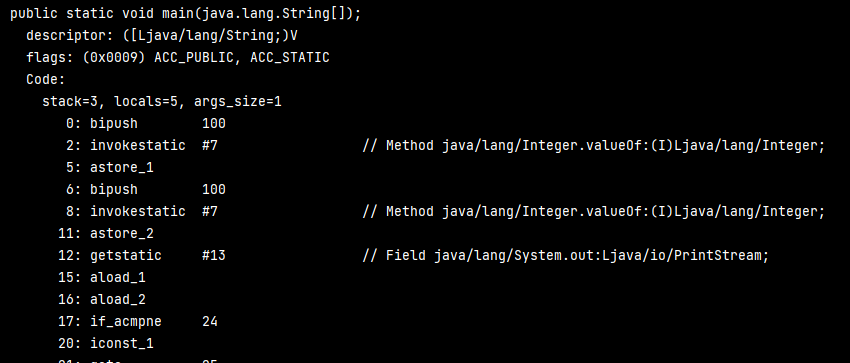 public static void main(java.lang.String[]);
descriptor: ([Ljava/lang/String;)V
flags: (0x0009) ACC_PUBLIC, ACC_STATIC
Code:
stack=3, locals=5, args_size=1
0: bipush 100
2: invokestatic #7 // Method java/lang/Integer.valueOf:(I)Ljava/lang/Integer;
5: astore_1
6: bipush 100
8: invokestatic #7 // Method java/lang/Integer.valueOf:(I)Ljava/lang/Integer;
11: astore_2
12: getstatic #13 // Field java/lang/System.out:Ljava/io/PrintStream;
15: aload_1
16: aload_2
17: if_acmpne 24
20: iconst_1